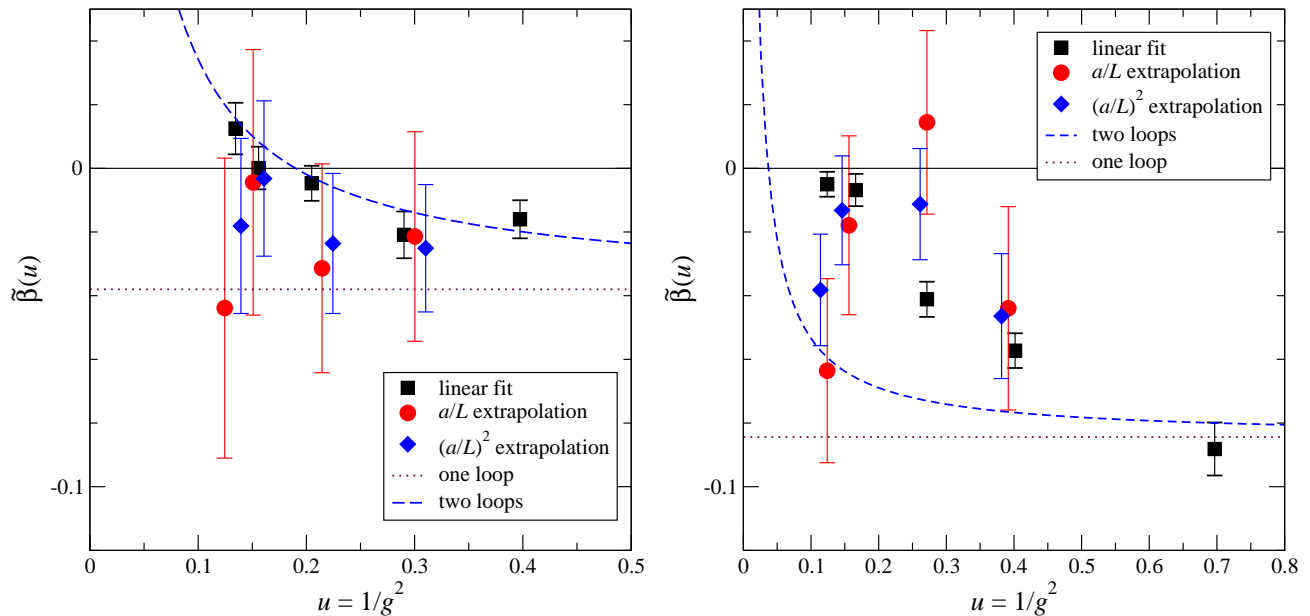 0
-0.1
β̃(u)
0 0.1 0.2 0.3 0.4 0.5
u = 1/g²
linear fit
a/L extrapolation
(a/L)² extrapolation
one loop
two loops
0
-0.1
β̃(u)
0 0.1 0.2 0.3 0.4 0.5 0.6 0.7 0.8
u = 1/g²
linear fit
a/L extrapolation
(a/L)² extrapolation
two loops
one loop